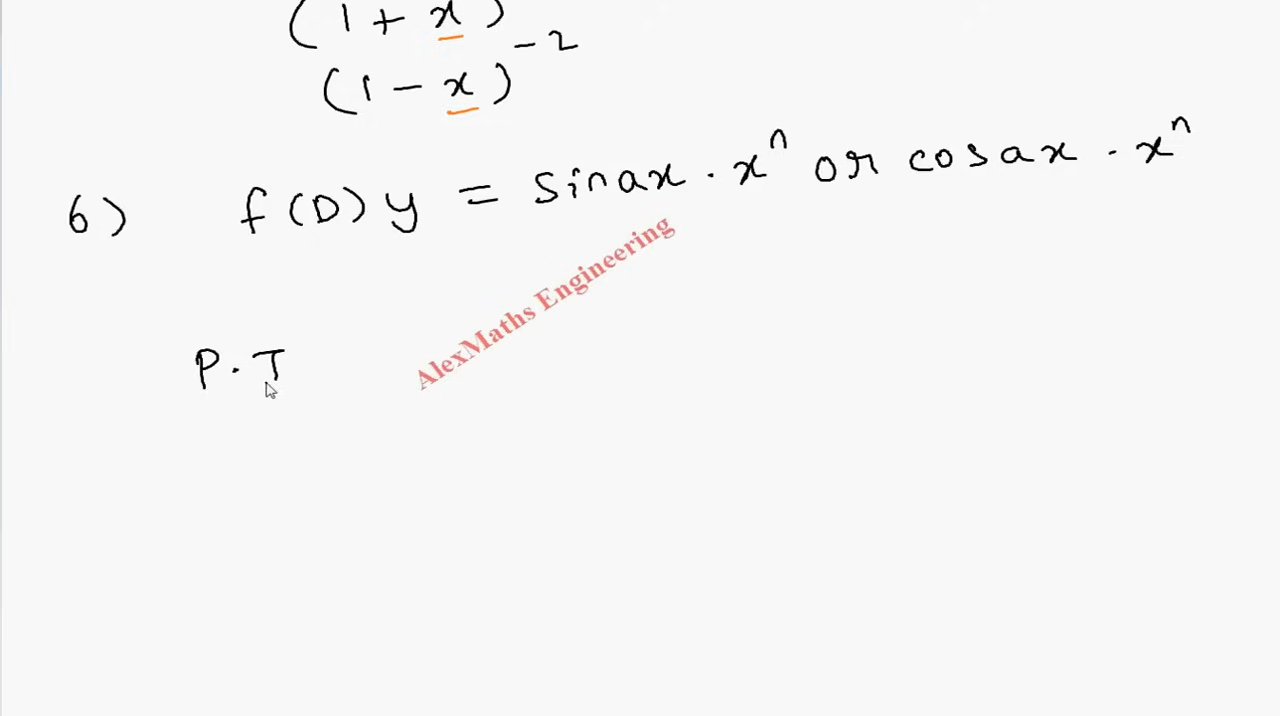 (1 + x)
(1 - x)^-2
6) f(D)y = sin ax . x^n or cos ax . x^n
AlexMaths Engineering
P.I